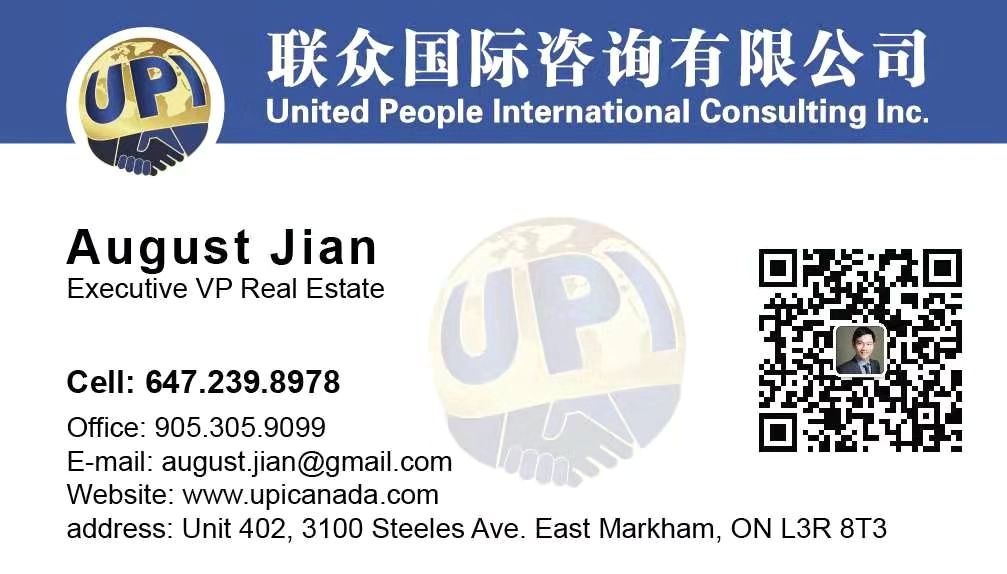 UPI
联众国际咨询有限公司
United People International Consulting Inc.
August Jian
Executive VP Real Estate
UPI
Cell: 647.239.8978
Office: 905.305.9099
E-mail: august.jian@gmail.com
Website: www.upicanada.com
address: Unit 402, 3100 Steeles Ave. East Markham, ON L3R 8T3